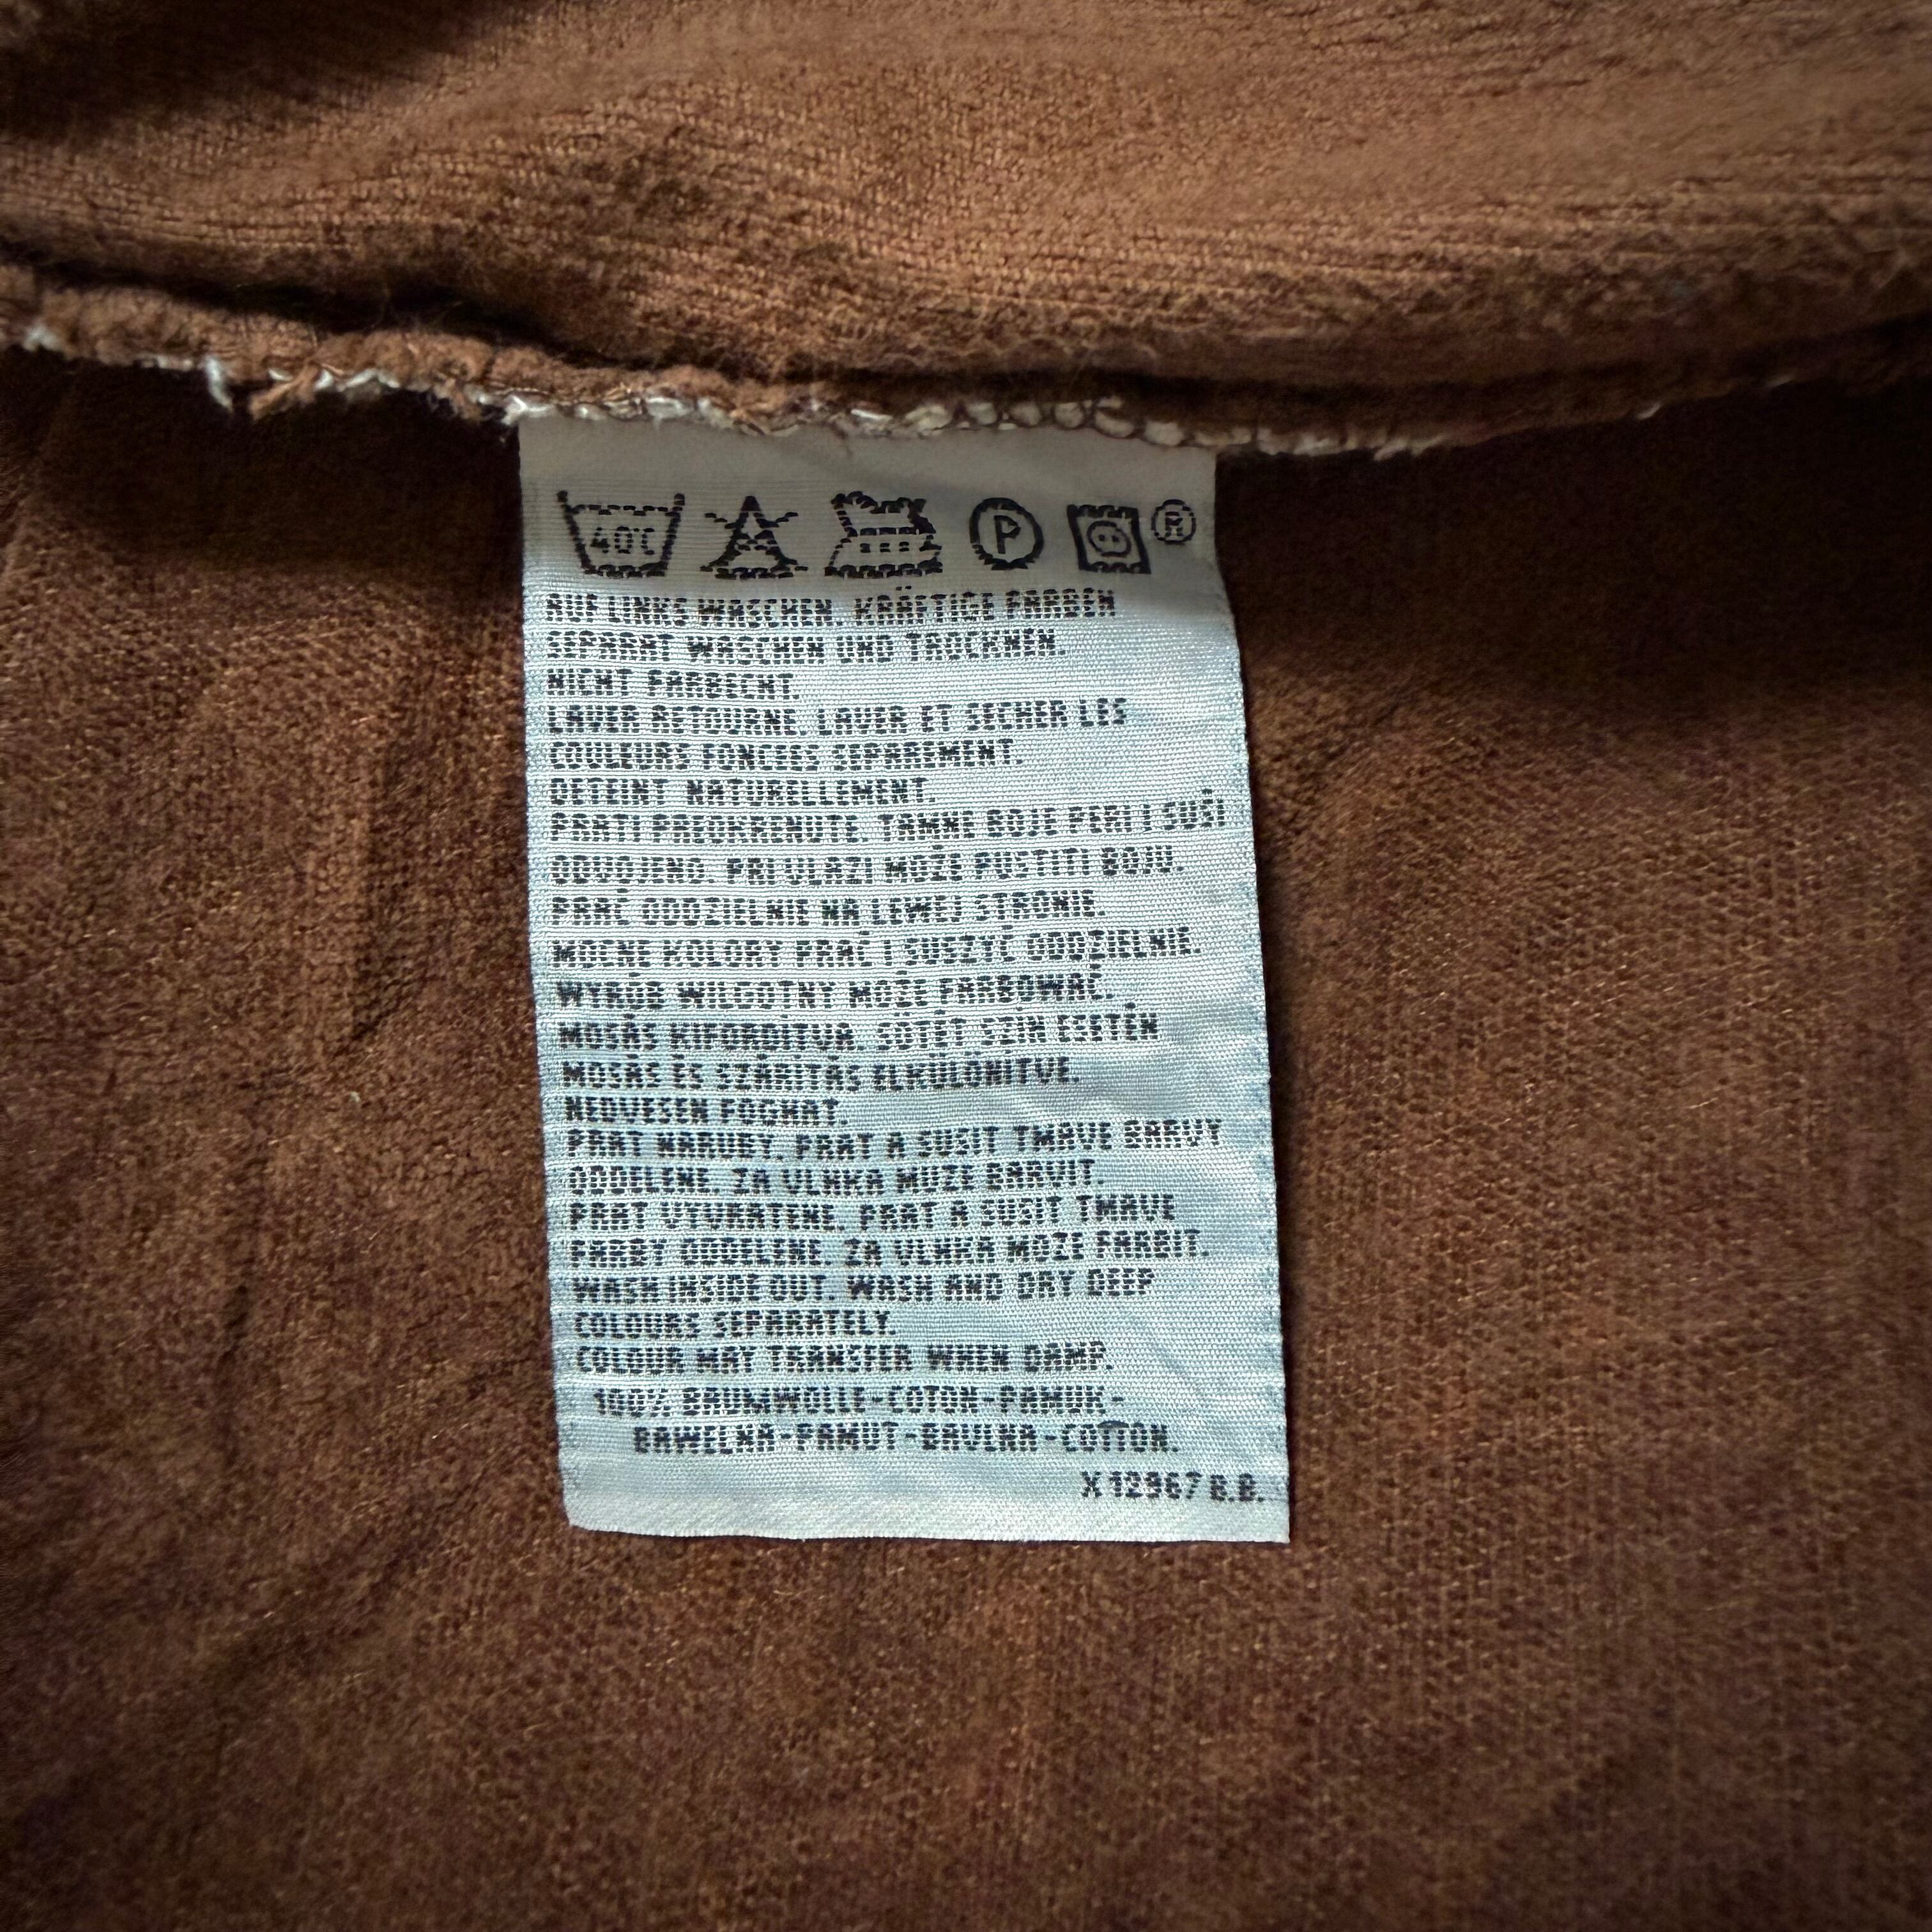 40°C P ®
AUF LINKS WASCHEN. KRÄFTIGE FARBEN
SEPARAT WASCHEN UND TROCKNEN.
NICHT FARBECHT.
LAVER RETOURNE. LAVER ET SECHER LES
COULEURS FONCEES SEPAREMENT.
DETEINT NATURELLEMENT.
PRATI PREOKRENUTE. TAMNE BOJE PERI I SUŠI
ODVOJENO. PRI VLAZI MOŽE PUSTITI BOJU.
PRAĆ ODDZIELNIE NA LEWEJ STRONIE.
MOCNE KOLORY PRAĆ I SUSZYĆ ODDZIELNIE.
WYRÓB WILGOTNY MOŻE FARBOWAĆ.
MOSÁS KIFORDITVA. SÖTÉT SZIN ESETÉN
MOSÁS ÉS SZÁRITÁS ELKÜLÖNITVE.
NEDVESEN FOGHAT.
PRAT NARUBY. PRAT A SUSIT TMAVE BARVY
ODDELENE. ZA VLHKA MUZE BARVIT.
PRAT VYVRATENE. PRAT A SUSIT TMAVE
FARBY ODDELENE. ZA VLHKA MOZE FARBIT.
WASH INSIDE OUT. WASH AND DRY DEEP
COLOURS SEPARATELY.
COLOUR MAY TRANSFER WHEN DAMP.
100% BAUMWOLLE-COTON-PAMUK-
BAWEŁNA-PAMUT-BAVLNA-COTTON.
X 12967 B.B.